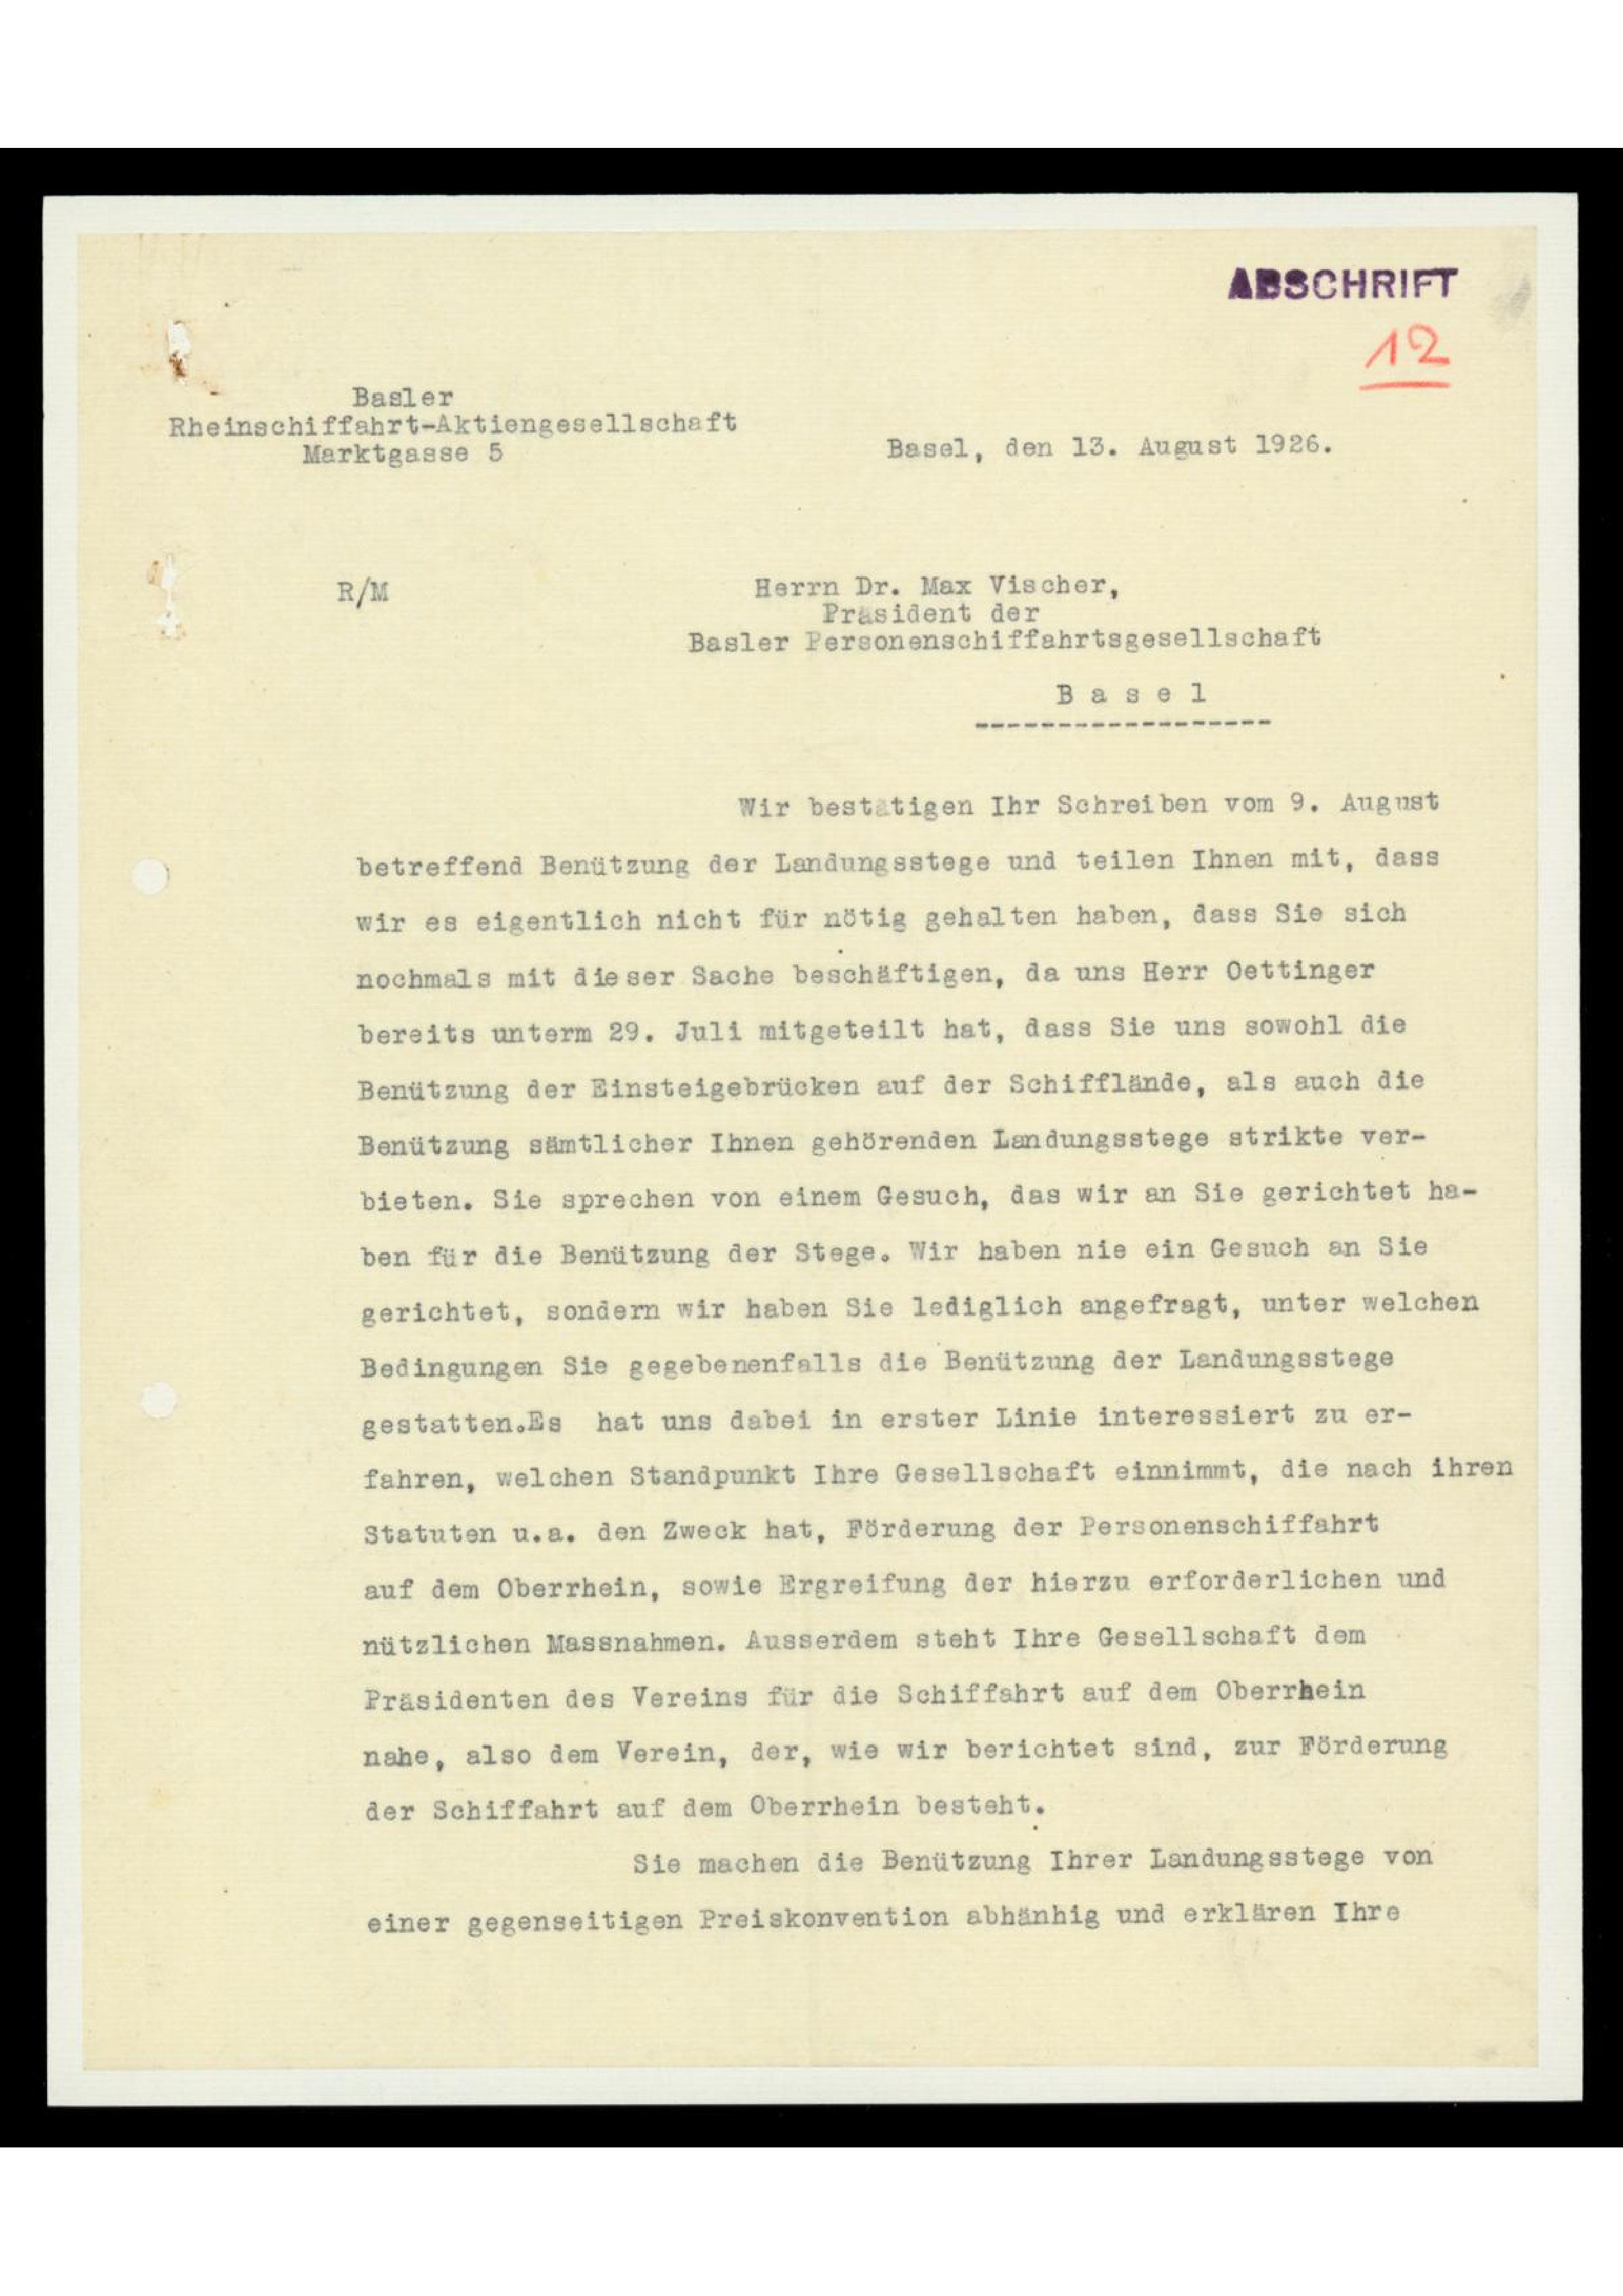 ABSCHRIFT
12
Basler
Rheinschiffahrt-Aktiengesellschaft
Marktgasse 5
Basel, den 13. August 1926.
R/M
Herrn Dr. Max Vischer,
Präsident der
Basler Personenschiffahrtsgesellschaft
B a s e l
------------------
Wir bestätigen Ihr Schreiben vom 9. August
betreffend Benützung der Landungsstege und teilen Ihnen mit, dass
wir es eigentlich nicht für nötig gehalten haben, dass Sie sich
nochmals mit dieser Sache beschäftigen, da uns Herr Oettinger
bereits unterm 29. Juli mitgeteilt hat, dass Sie uns sowohl die
Benützung der Einsteigebrücken auf der Schifflände, als auch die
Benützung sämtlicher Ihnen gehörenden Landungsstege strikte ver-
bieten. Sie sprechen von einem Gesuch, das wir an Sie gerichtet ha-
ben für die Benützung der Stege. Wir haben nie ein Gesuch an Sie
gerichtet, sondern wir haben Sie lediglich angefragt, unter welchen
Bedingungen Sie gegebenenfalls die Benützung der Landungsstege
gestatten.Es hat uns dabei in erster Linie interessiert zu er-
fahren, welchen Standpunkt Ihre Gesellschaft einnimmt, die nach ihren
Statuten u.a. den Zweck hat, Förderung der Personenschiffahrt
auf dem Oberrhein, sowie Ergreifung der hierzu erforderlichen und
nützlichen Massnahmen. Ausserdem steht Ihre Gesellschaft dem
Präsidenten des Vereins für die Schiffahrt auf dem Oberrhein
nahe, also dem Verein, der, wie wir berichtet sind, zur Förderung
der Schiffahrt auf dem Oberrhein besteht.
Sie machen die Benützung Ihrer Landungsstege von
einer gegenseitigen Preiskonvention abhänhig und erklären Ihre